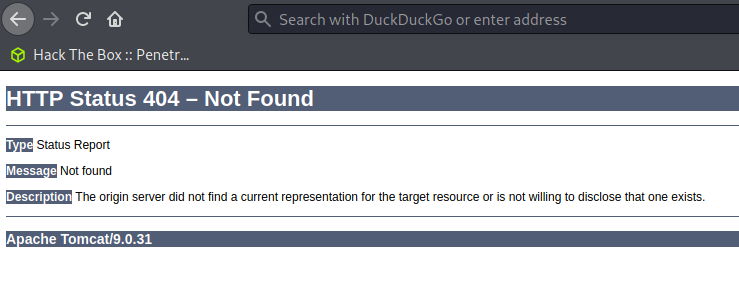 Search with DuckDuckGo or enter address
Hack The Box :: Penetr...
HTTP Status 404 – Not Found
Type Status Report
Message Not found
Description The origin server did not find a current representation for the target resource or is not willing to disclose that one exists.
Apache Tomcat/9.0.31